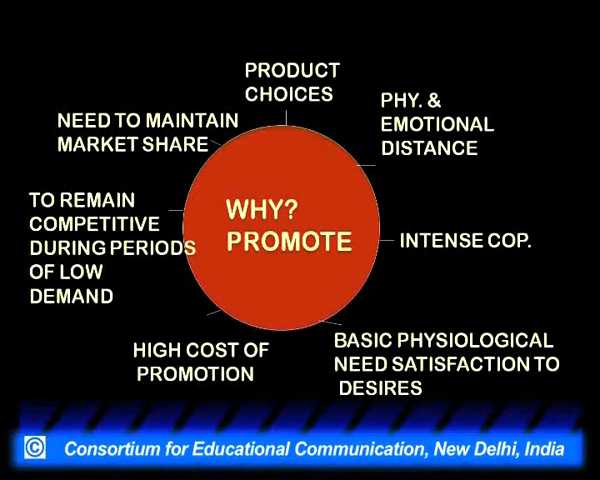 PRODUCT
CHOICES
PHY. &
EMOTIONAL
DISTANCE
NEED TO MAINTAIN
MARKET SHARE
TO REMAIN
COMPETITIVE
DURING PERIODS
OF LOW
DEMAND
WHY?
PROMOTE
INTENSE COP.
HIGH COST OF
PROMOTION
BASIC PHYSIOLOGICAL
NEED SATISFACTION TO
DESIRES
© Consortium for Educational Communication, New Delhi, India